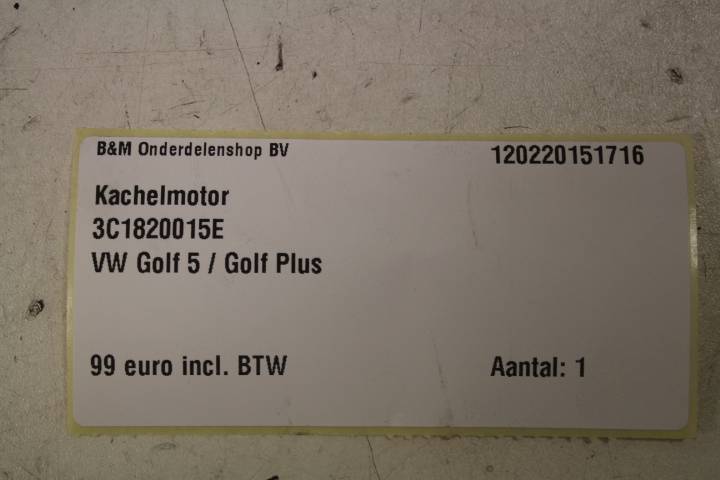 B&M Onderdelenshop BV 120220151716
Kachelmotor
3C1820015E
VW Golf 5 / Golf Plus
99 euro incl. BTW Aantal: 1